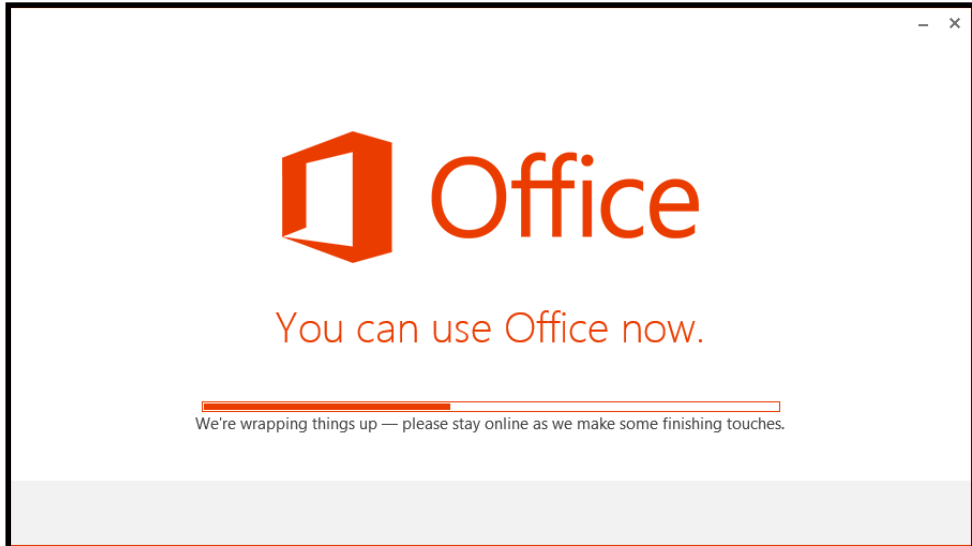 Office
You can use Office now.
We're wrapping things up — please stay online as we make some finishing touches.